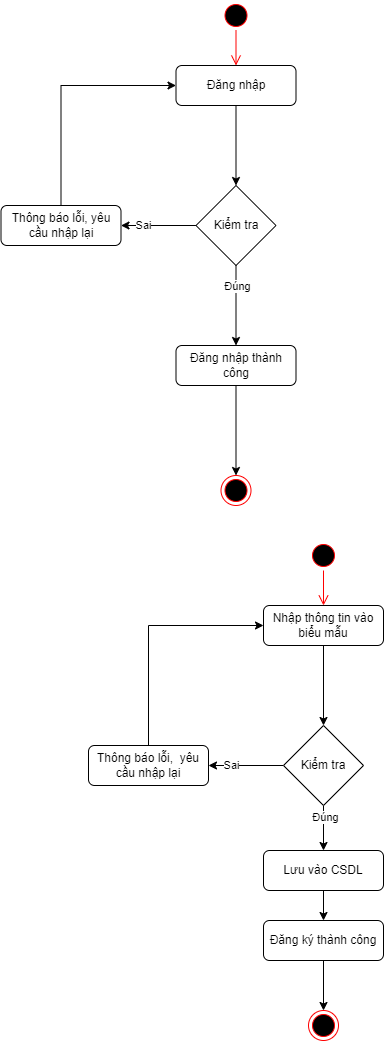 Đăng nhập
Kiểm tra
Sai
Thông báo lỗi, yêu
cầu nhập lại
Đúng
Đăng nhập thành
công
Nhập thông tin vào
biểu mẫu
Kiểm tra
Sai
Thông báo lỗi, yêu
cầu nhập lại
Đúng
Lưu vào CSDL
Đăng ký thành công